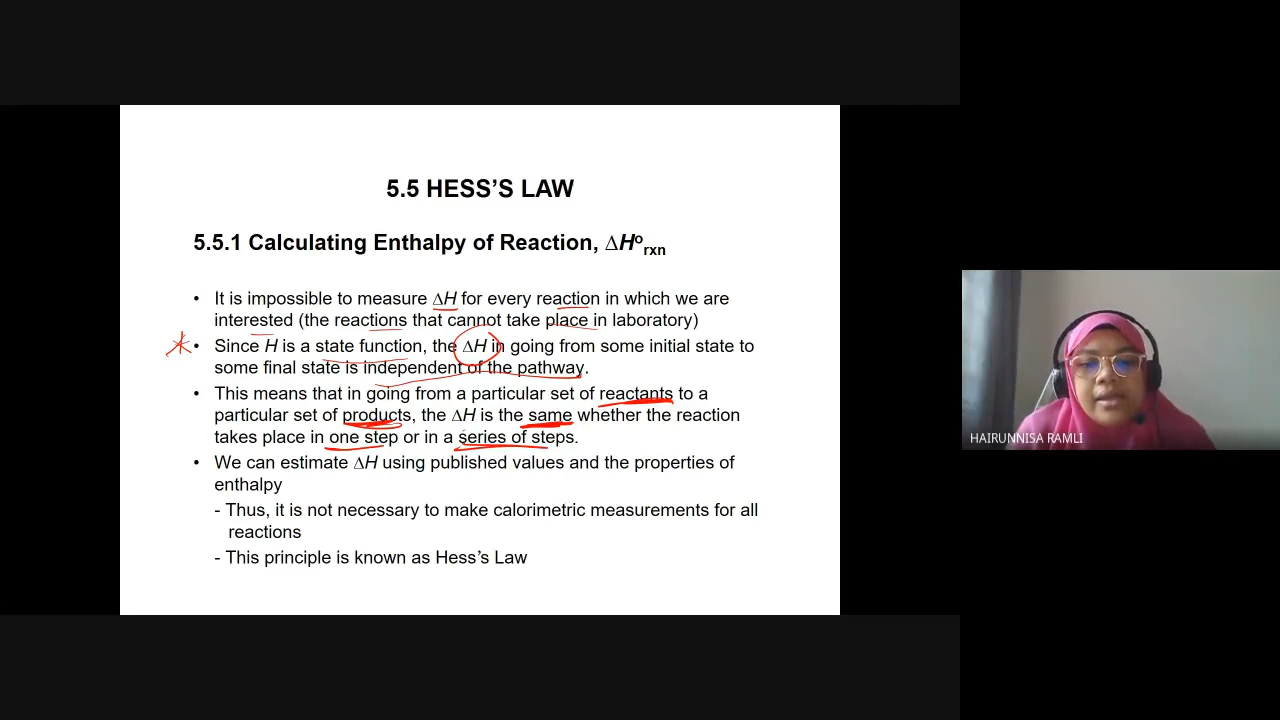 5.5 HESS’S LAW
5.5.1 Calculating Enthalpy of Reaction, ΔH°rxn
• It is impossible to measure ΔH for every reaction in which we are
interested (the reactions that cannot take place in laboratory)
• Since H is a state function, the ΔH in going from some initial state to
some final state is independent of the pathway.
• This means that in going from a particular set of reactants to a
particular set of products, the ΔH is the same whether the reaction
takes place in one step or in a series of steps.
• We can estimate ΔH using published values and the properties of
enthalpy
- Thus, it is not necessary to make calorimetric measurements for all
reactions
- This principle is known as Hess’s Law
HAIRUNNISA RAMLI